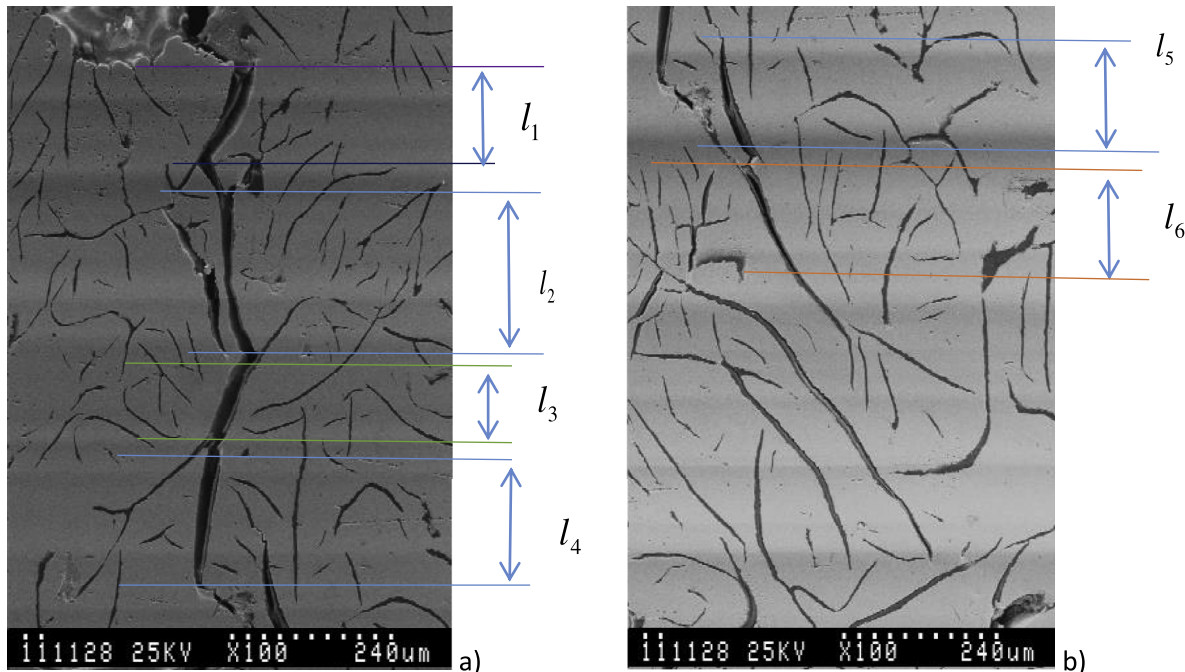 l₁
l₂
l₃
l₄
111128 25KV X100 240um a)
l₅
l₆
111128 25KV X100 240um b)